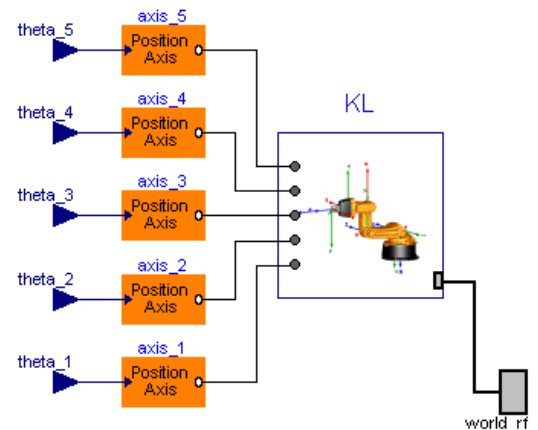 theta_5
axis_5
Position
Axis
theta_4
axis_4
Position
Axis
KL
theta_3
axis_3
Position
Axis
theta_2
axis_2
Position
Axis
theta_1
axis_1
Position
Axis
world_rf